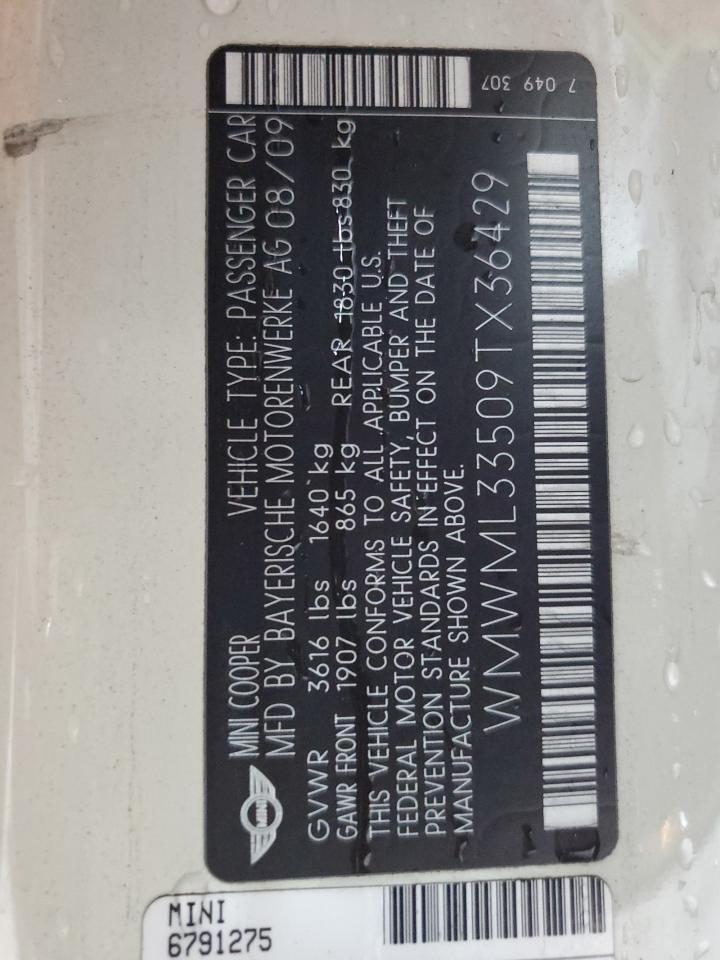 MINI COOPER VEHICLE TYPE: PASSENGER CAR
MFD BY BAYERISCHE MOTORENWERKE AG 08/09
GVWR 3616 lbs 1640 kg
GAWR FRONT 1907 lbs 865 kg REAR 1830 lbs 830 kg
THIS VEHICLE CONFORMS TO ALL APPLICABLE U.S.
FEDERAL MOTOR VEHICLE SAFETY, BUMPER AND THEFT
PREVENTION STANDARDS IN EFFECT ON THE DATE OF
MANUFACTURE SHOWN ABOVE.
WMWML33509TX36429
7 049 307
MINI
MINI
6791275